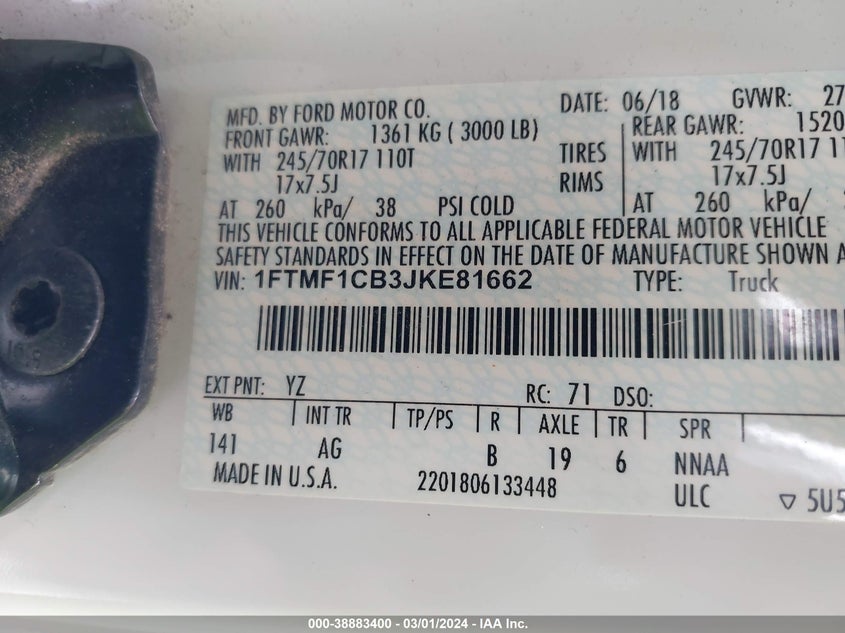 MFD. BY FORD MOTOR CO. DATE: 06/18 GVWR: 27
FRONT GAWR: 1361 KG ( 3000 LB) REAR GAWR: 1520
WITH 245/70R17 110T TIRES WITH 245/70R17 11
17x7.5J RIMS 17x7.5J
AT 260 kPa/ 38 PSI COLD AT 260 kPa/
THIS VEHICLE CONFORMS TO ALL APPLICABLE FEDERAL MOTOR VEHICLE
SAFETY STANDARDS IN EFFECT ON THE DATE OF MANUFACTURE SHOWN A
VIN: 1FTMF1CB3JKE81662 TYPE: Truck
EXT PNT: YZ RC: 71 DSO:
WB INT TR TP/PS R AXLE TR SPR
141 AG B 19 6 NNAA
MADE IN U.S.A. 2201806133448 ULC ▽ 5U5
10.9
000-38883400 - 03/01/2024 - IAA Inc.